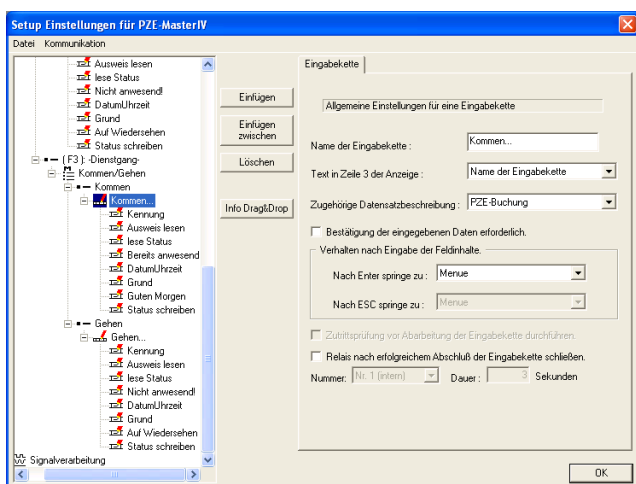 Setup Einstellungen für PZE-MasterIV
Datei Kommunikation
Ausweis lesen
lese Status
Nicht anwesend!
DatumUhrzeit
Grund
Auf Wiedersehen
Status schreiben
( F3 ): -Dienstgang-
Kommen/Gehen
Kommen
Kommen...
Kennung
Ausweis lesen
lese Status
Bereits anwesend
DatumUhrzeit
Grund
Guten Morgen
Status schreiben
Gehen
Gehen...
Kennung
Ausweis lesen
lese Status
Nicht anwesend!
DatumUhrzeit
Grund
Auf Wiedersehen
Status schreiben
Signalverarbeitung
Einfügen
Einfügen
zwischen
Löschen
Info Drag&Drop
Eingabekette
Allgemeine Einstellungen für eine Eingabekette
Name der Eingabekette : Kommen...
Text in Zeile 3 der Anzeige : Name der Eingabekette
Zugehörige Datensatzbeschreibung : PZE-Buchung
Bestätigung der eingegebenen Daten erforderlich.
Verhalten nach Eingabe der Feldinhalte.
Nach Enter springe zu : Menue
Nach ESC springe zu : Menue
Zutrittsprüfung vor Abarbeitung der Eingabekette durchführen.
Relais nach erfolgreichem Abschluß der Eingabekette schließen.
Nummer: Nr. 1 (intern) Dauer : 3 Sekunden
OK